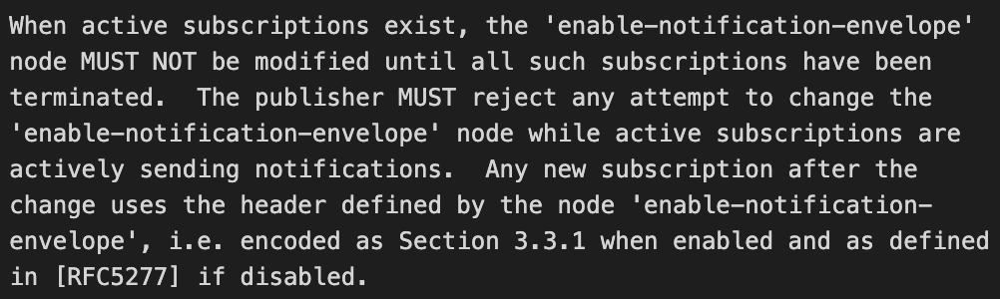 When active subscriptions exist, the 'enable-notification-envelope'
node MUST NOT be modified until all such subscriptions have been
terminated.  The publisher MUST reject any attempt to change the
'enable-notification-envelope' node while active subscriptions are
actively sending notifications.  Any new subscription after the
change uses the header defined by the node 'enable-notification-
envelope', i.e. encoded as Section 3.3.1 when enabled and as defined
in [RFC5277] if disabled.